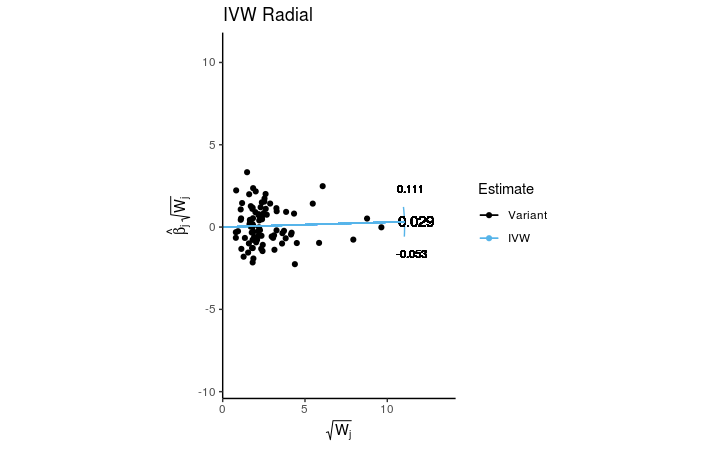 IVW Radial
10
5
0
-5
-10
β̂j√Wj
0.111
0.029
-0.053
0
5
10
√Wj
Estimate
Variant
IVW